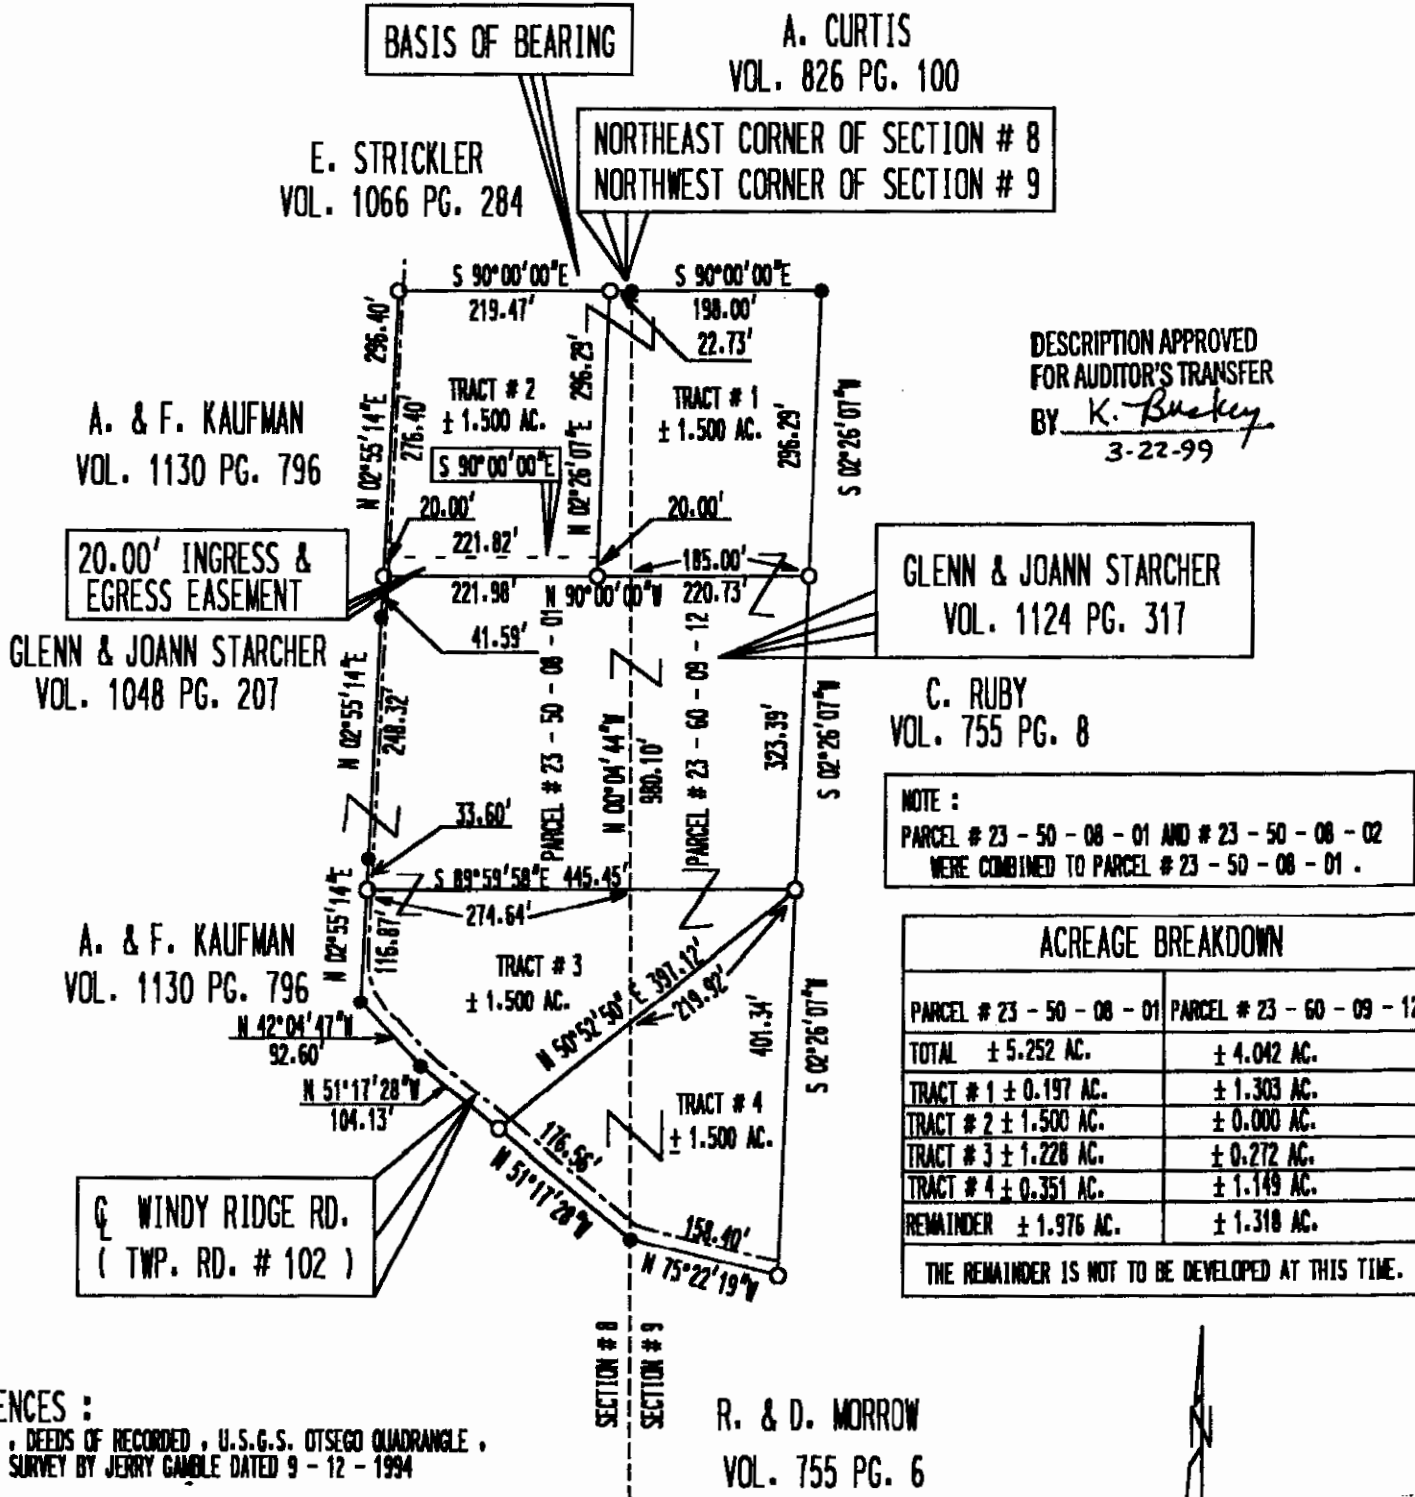 BASIS OF BEARING
A. CURTIS
VOL. 826 PG. 100
NORTHEAST CORNER OF SECTION # 8
NORTHWEST CORNER OF SECTION # 9
E. STRICKLER
VOL. 1066 PG. 284
S 90°00'00"E
219.47'
S 90°00'00"E
198.00'
22.73'
N 02°55'14"E 296.40'
276.40'
TRACT # 2
± 1.500 AC.
N 02°26'07"E 296.29'
TRACT # 1
± 1.500 AC.
296.29'
S 02°26'07"W
DESCRIPTION APPROVED
FOR AUDITOR'S TRANSFER
BY K. Buskey
3-22-99
A. & F. KAUFMAN
VOL. 1130 PG. 796
S 90°00'00"E
20.00'
221.82'
20.00'
185.00'
20.00' INGRESS &
EGRESS EASEMENT
221.98'
N 90°00'00"W
220.73'
41.59'
GLENN & JOANN STARCHER
VOL. 1124 PG. 317
GLENN & JOANN STARCHER
VOL. 1048 PG. 207
N 02°55'14"E
248.32'
PARCEL # 23 - 50 - 08 - 01
N 00°04'44"W
980.10'
PARCEL # 23 - 60 - 09 - 12
323.39'
S 02°26'07"W
C. RUBY
VOL. 755 PG. 8
NOTE :
PARCEL # 23 - 50 - 08 - 01 AND # 23 - 50 - 08 - 02
WERE COMBINED TO PARCEL # 23 - 50 - 08 - 01 .
33.60'
S 89°59'58"E 445.45'
274.64'
N 02°55'14"E
116.87'
A. & F. KAUFMAN
VOL. 1130 PG. 796
TRACT # 3
± 1.500 AC.
N 50°52'50" E 397.12'
219.92'
401.34'
S 02°26'07"W
N 42°04'47"W
92.60'
N 51°17'28"W
104.13'
176.56'
N 51°17'28"W
TRACT # 4
± 1.500 AC.
158.40'
N 75°22'19"W
℄ WINDY RIDGE RD.
( TWP. RD. # 102 )
ACREAGE BREAKDOWN
PARCEL # 23 - 50 - 08 - 01 PARCEL # 23 - 60 - 09 - 12
TOTAL ± 5.252 AC. ± 4.042 AC.
TRACT # 1 ± 0.197 AC. ± 1.303 AC.
TRACT # 2 ± 1.500 AC. ± 0.000 AC.
TRACT # 3 ± 1.228 AC. ± 0.272 AC.
TRACT # 4 ± 0.351 AC. ± 1.149 AC.
REMAINDER ± 1.976 AC. ± 1.318 AC.
THE REMAINDER IS NOT TO BE DEVELOPED AT THIS TIME.
SECTION # 8
SECTION # 9
R. & D. MORROW
VOL. 755 PG. 6
N
ENCES :
. DEEDS OF RECORDED , U.S.G.S. OTSEGO QUADRANGLE .
SURVEY BY JERRY GAMBLE DATED 9 - 12 - 1994